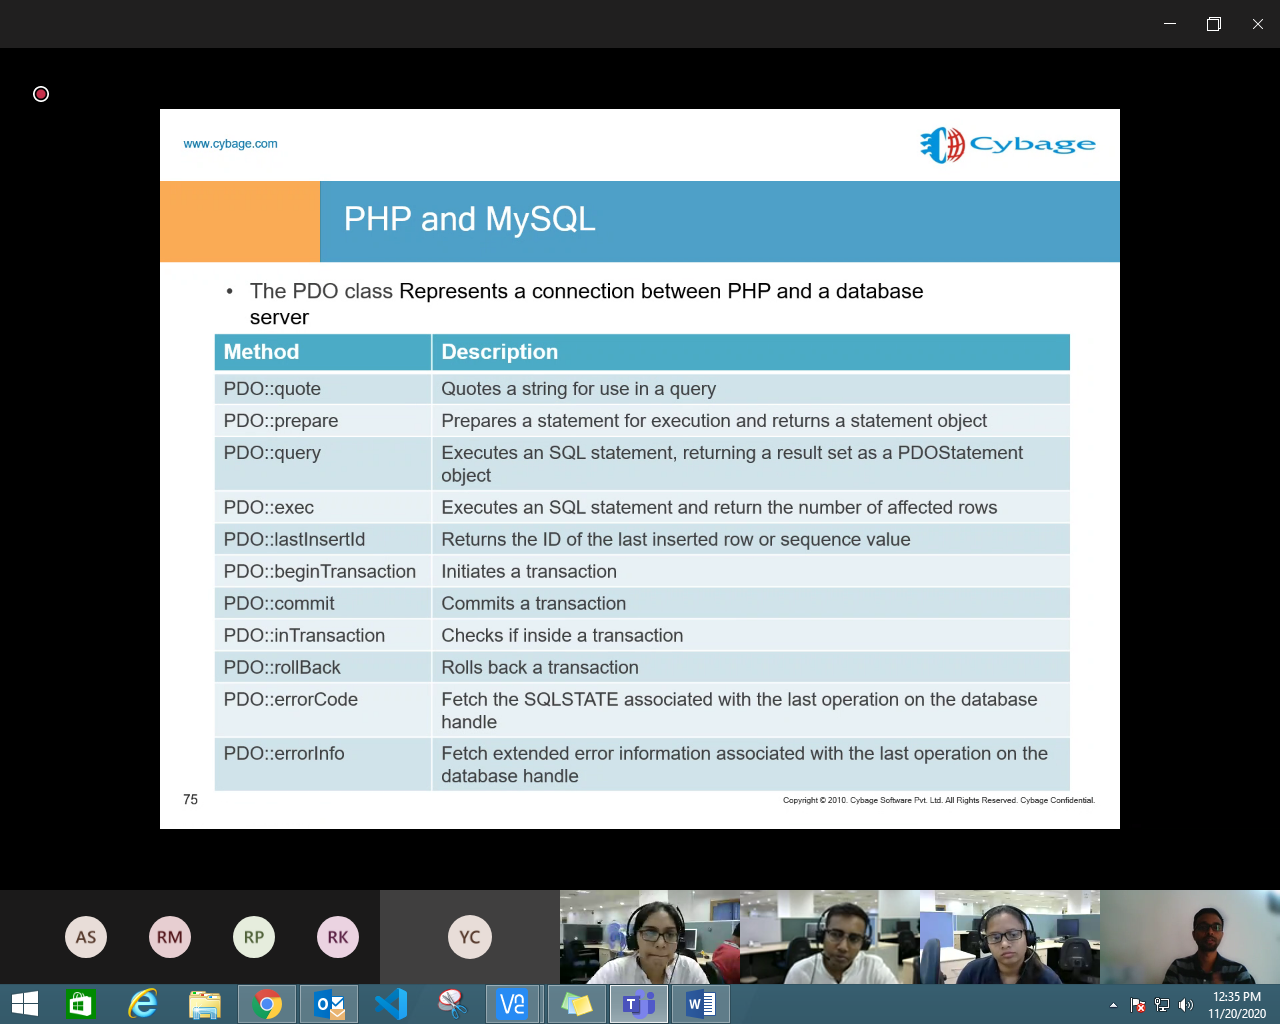 www.cybage.com
Cybage
PHP and MySQL
• The PDO class Represents a connection between PHP and a database
server
Method Description
PDO::quote Quotes a string for use in a query
PDO::prepare Prepares a statement for execution and returns a statement object
PDO::query Executes an SQL statement, returning a result set as a PDOStatement
object
PDO::exec Executes an SQL statement and return the number of affected rows
PDO::lastInsertId Returns the ID of the last inserted row or sequence value
PDO::beginTransaction Initiates a transaction
PDO::commit Commits a transaction
PDO::inTransaction Checks if inside a transaction
PDO::rollBack Rolls back a transaction
PDO::errorCode Fetch the SQLSTATE associated with the last operation on the database
handle
PDO::errorInfo Fetch extended error information associated with the last operation on the
database handle
75
Copyright © 2010. Cybage Software Pvt. Ltd. All Rights Reserved. Cybage Confidential.
AS RM RP RK YC
12:35 PM
11/20/2020